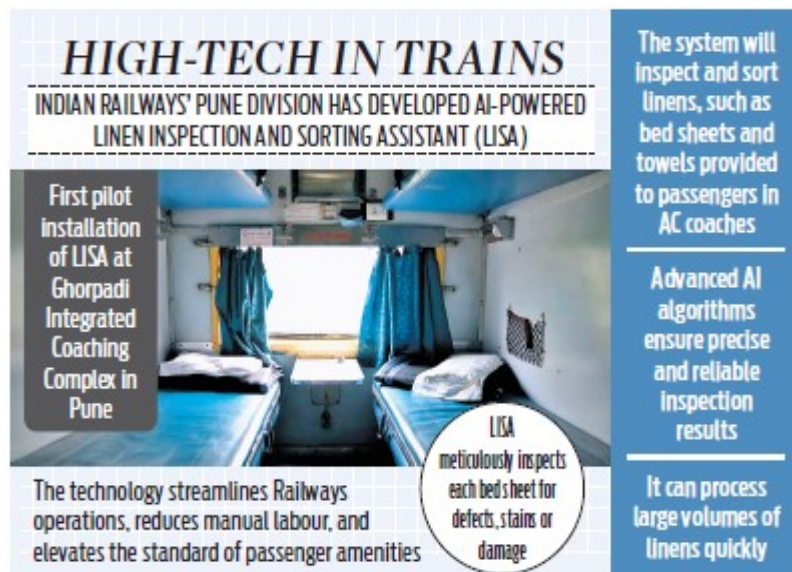 HIGH-TECH IN TRAINS
INDIAN RAILWAYS' PUNE DIVISION HAS DEVELOPED AI-POWERED
LINEN INSPECTION AND SORTING ASSISTANT (LISA)
First pilot
installation
of LISA at
Ghorpadi
Integrated
Coaching
Complex in
Pune
LISA
meticulously inspects
each bed sheet for
defects, stains or
damage
The technology streamlines Railways
operations, reduces manual labour, and
elevates the standard of passenger amenities
The system will
inspect and sort
linens, such as
bed sheets and
towels provided
to passengers in
AC coaches
Advanced AI
algorithms
ensure precise
and reliable
inspection
results
It can process
large volumes of
linens quickly